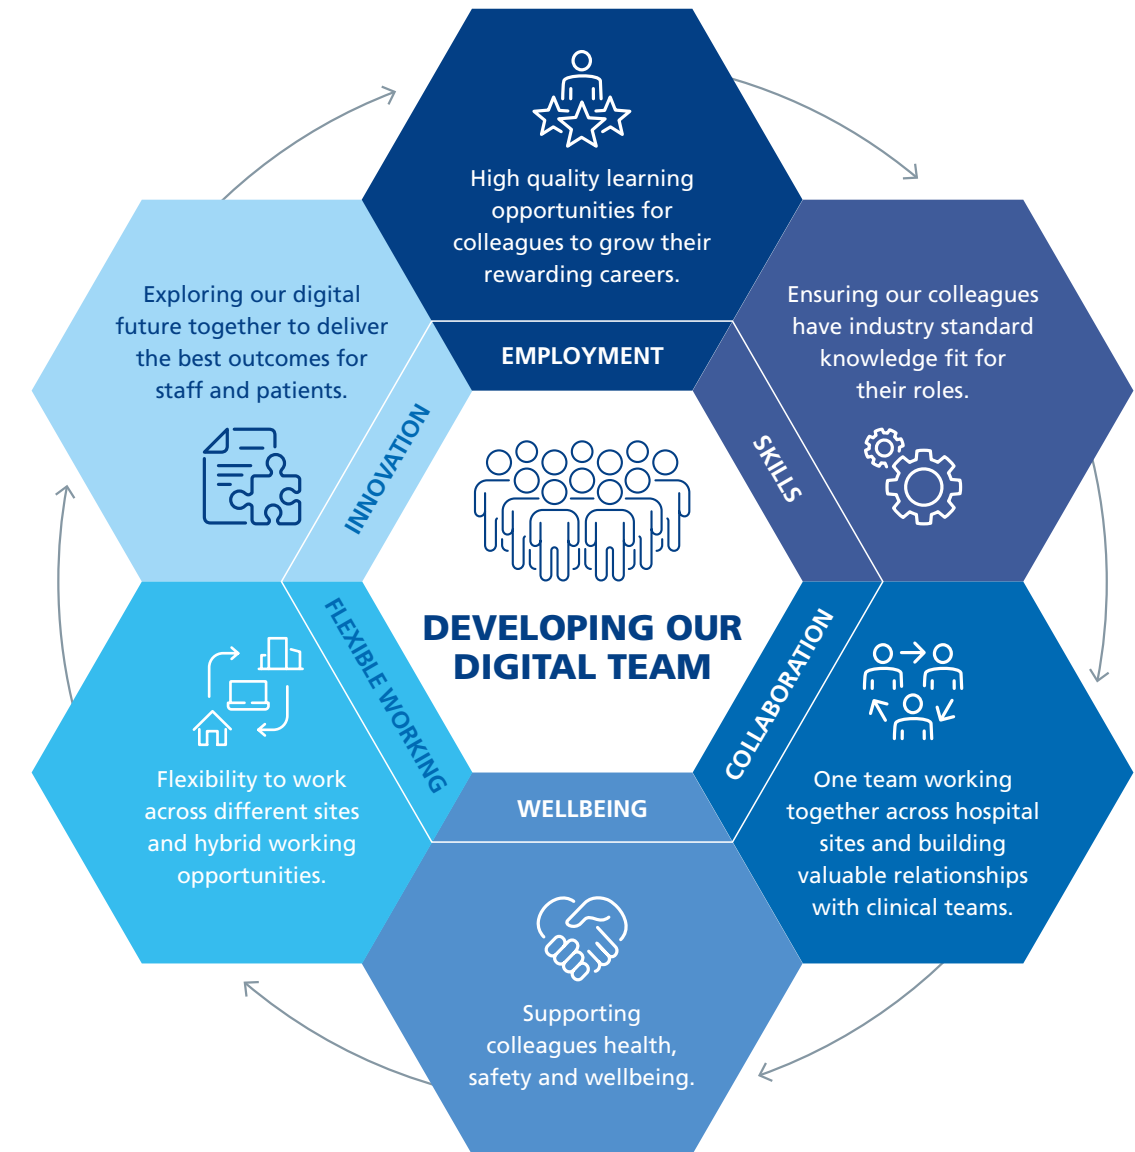 High quality learning
opportunities for
colleagues to grow their
rewarding careers.
EMPLOYMENT
Ensuring our colleagues
have industry standard
knowledge fit for
their roles.
SKILLS
One team working
together across hospital
sites and building
valuable relationships
with clinical teams.
COLLABORATION
WELLBEING
Supporting
colleagues health,
safety and wellbeing.
Flexibility to work
across different sites
and hybrid working
opportunities.
FLEXIBLE WORKING
Exploring our digital
future together to deliver
the best outcomes for
staff and patients.
INNOVATION
DEVELOPING OUR
DIGITAL TEAM